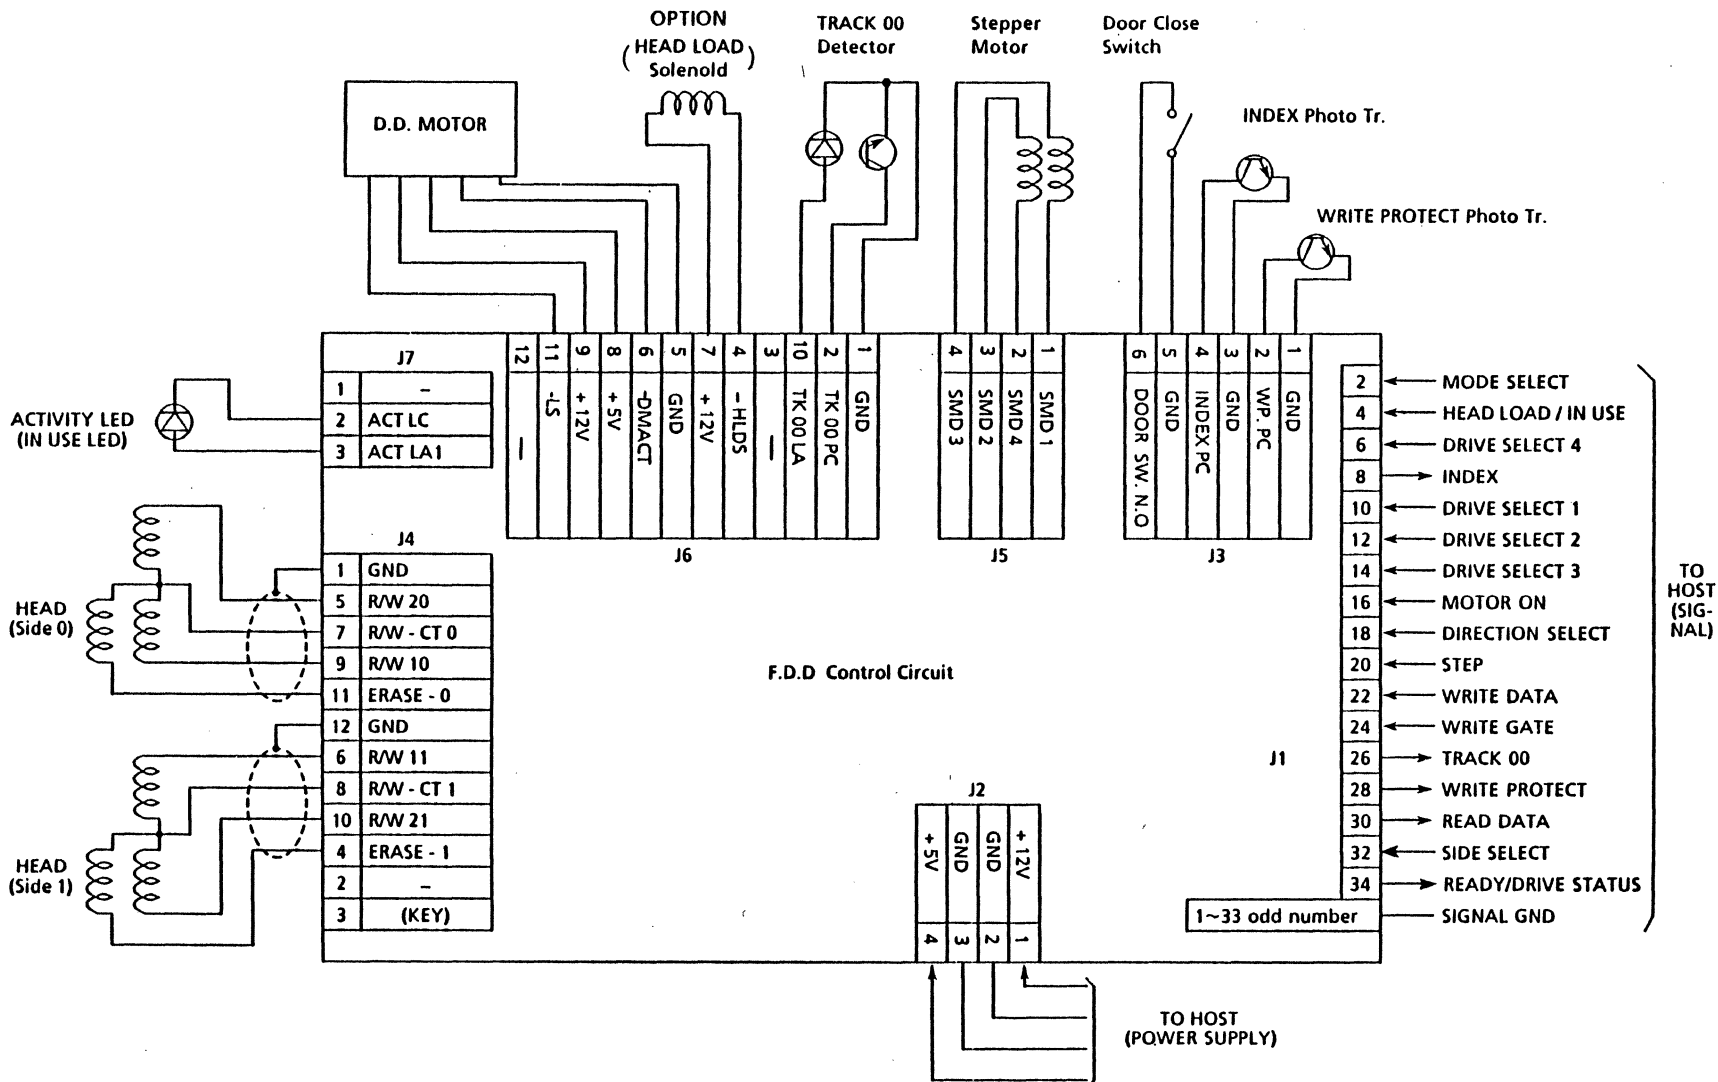 OPTION
(HEAD LOAD)
Solenold
TRACK 00
Detector
Stepper
Motor
Door Close
Switch
D.D. MOTOR
INDEX Photo Tr.
WRITE PROTECT Photo Tr.
ACTIVITY LED
(IN USE LED)
J7
1 –
2 ACT LC
3 ACT LA1
12 —
11 -LS
9 + 12V
8 + 5V
6 -DMACT
5 GND
7 + 12V
4 – HLDS
3 —
10 TK 00 LA
2 TK 00 PC
1 GND
J6
4 SMD 3
3 SMD 2
2 SMD 4
1 SMD 1
J5
6 DOOR SW. N.O
5 GND
4 INDEX PC
3 GND
2 WP. PC
1 GND
J3
HEAD
(Side 0)
HEAD
(Side 1)
J4
1 GND
5 R/W 20
7 R/W - CT 0
9 R/W 10
11 ERASE - 0
12 GND
6 R/W 11
8 R/W - CT 1
10 R/W 21
4 ERASE - 1
2 –
3 (KEY)
F.D.D Control Circuit
J1
2 MODE SELECT
4 HEAD LOAD / IN USE
6 DRIVE SELECT 4
8 INDEX
10 DRIVE SELECT 1
12 DRIVE SELECT 2
14 DRIVE SELECT 3
16 MOTOR ON
18 DIRECTION SELECT
20 STEP
22 WRITE DATA
24 WRITE GATE
26 TRACK 00
28 WRITE PROTECT
30 READ DATA
32 SIDE SELECT
34 READY/DRIVE STATUS
1~33 odd number SIGNAL GND
TO
HOST
(SIG-
NAL)
J2
4 + 5V
3 GND
2 GND
1 + 12V
TO HOST
(POWER SUPPLY)